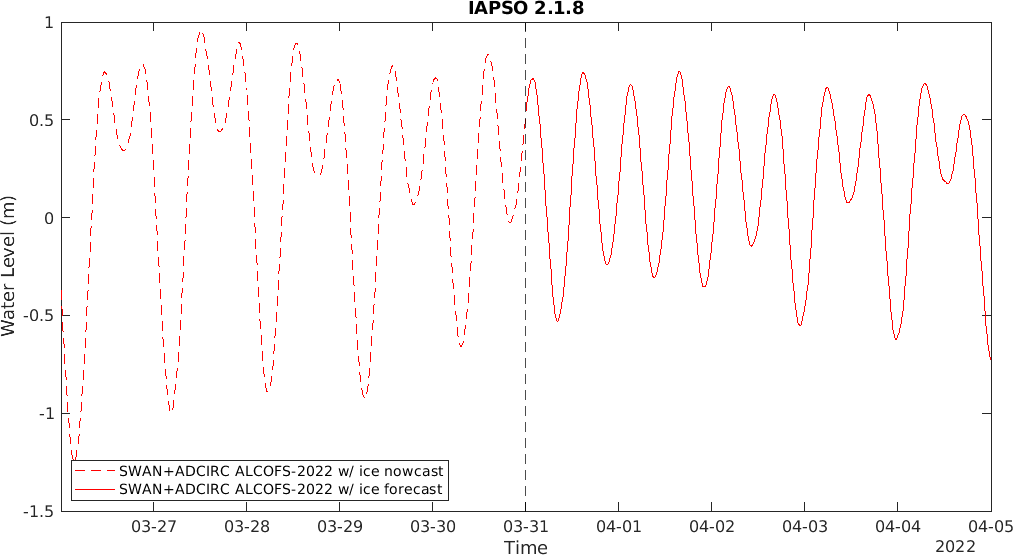 IAPSO 2.1.8
1
0.5
0
-0.5
-1
-1.5
Water Level (m)
SWAN+ADCIRC ALCOFS-2022 w/ ice nowcast
SWAN+ADCIRC ALCOFS-2022 w/ ice forecast
03-27 03-28 03-29 03-30 03-31 04-01 04-02 04-03 04-04 04-05
Time
2022